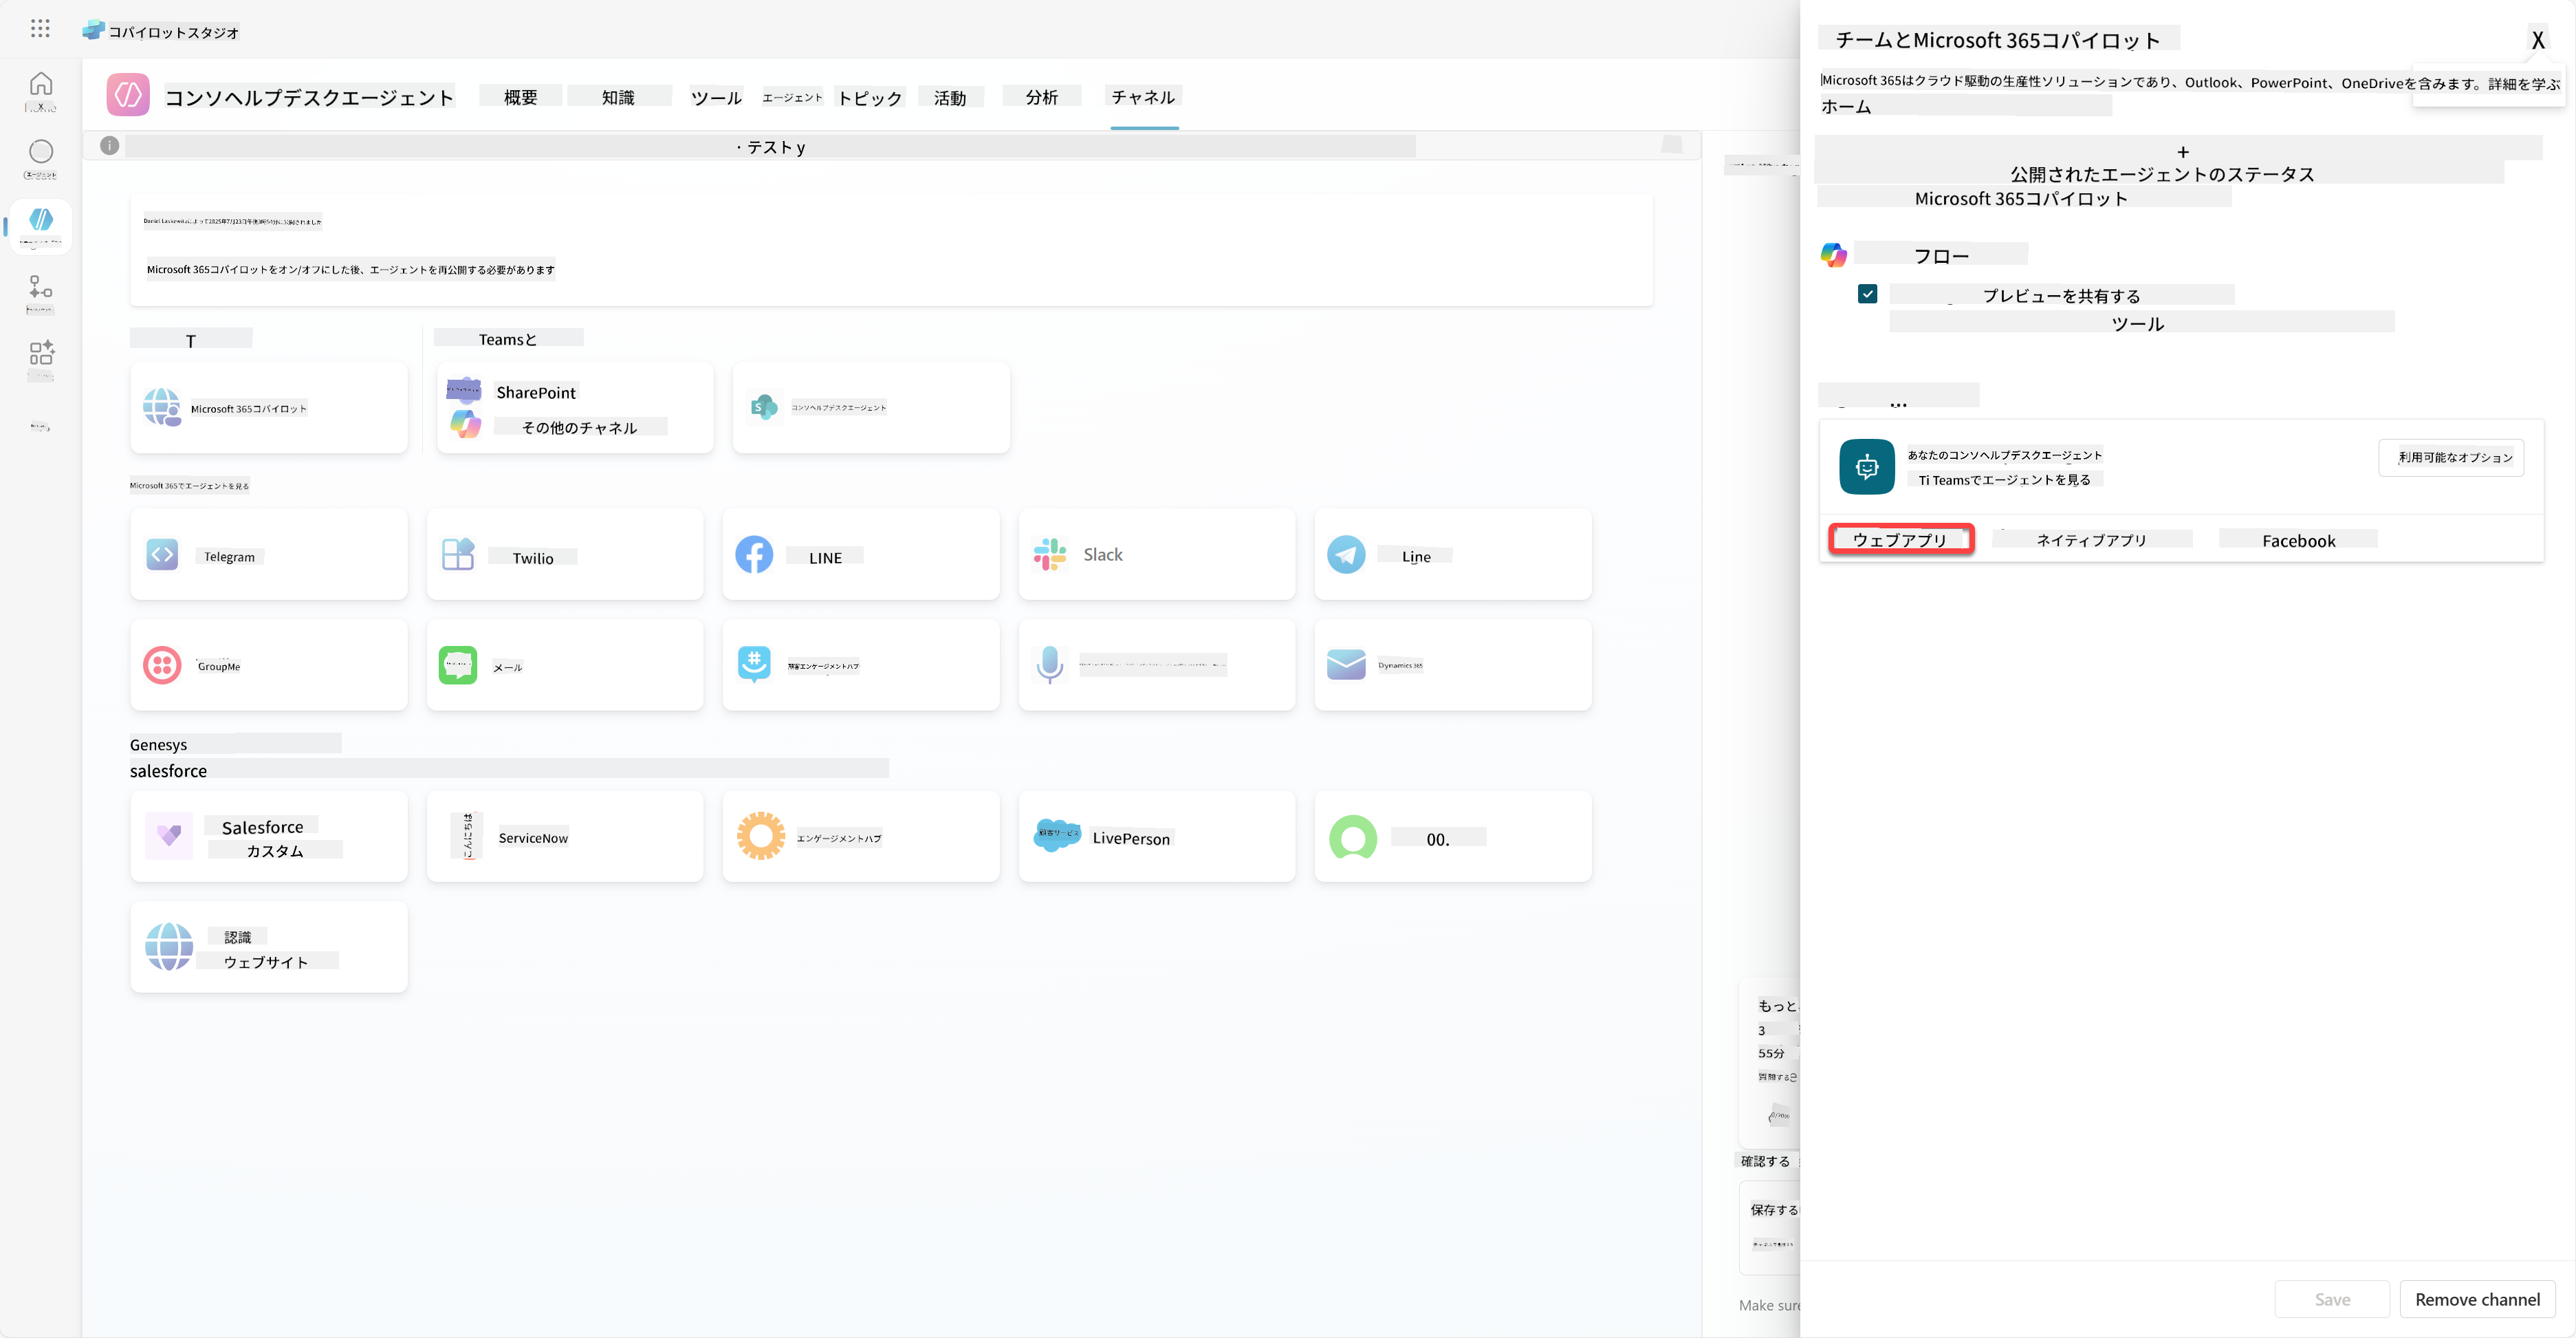 コパイロットスタジオ
コンソヘルプデスクエージェント
概要
知識
ツール
エージェント
トピック
活動
分析
チャネル
・テスト y
Microsoft 365コパイロットをオン/オフにした後、エージェントを再公開する必要があります
T
Teamsと
Microsoft 365コパイロット
SharePoint
その他のチャネル
コンソヘルプデスクエージェント
Microsoft 365でエージェントを見る
Telegram
Twilio
LINE
Slack
Line
GroupMe
メール
顧客エンゲージメントハブ
Dynamics 365
Genesys
salesforce
Salesforce
カスタム
こんにちは
ServiceNow
エンゲージメントハブ
顧客サービス
LivePerson
00.
認識
ウェブサイト
もっと
3
55分
確認する
保存する
Make sure
チームとMicrosoft 365コパイロット
X
Microsoft 365はクラウド駆動の生産性ソリューションであり、Outlook、PowerPoint、OneDriveを含みます。詳細を学ぶ
ホーム
+
公開されたエージェントのステータス
Microsoft 365コパイロット
フロー
プレビューを共有する
ツール
あなたのコンソヘルプデスクエージェント
Ti Teamsでエージェントを見る
利用可能なオプション
ウェブアプリ
ネイティブアプリ
Facebook
Save
Remove channel